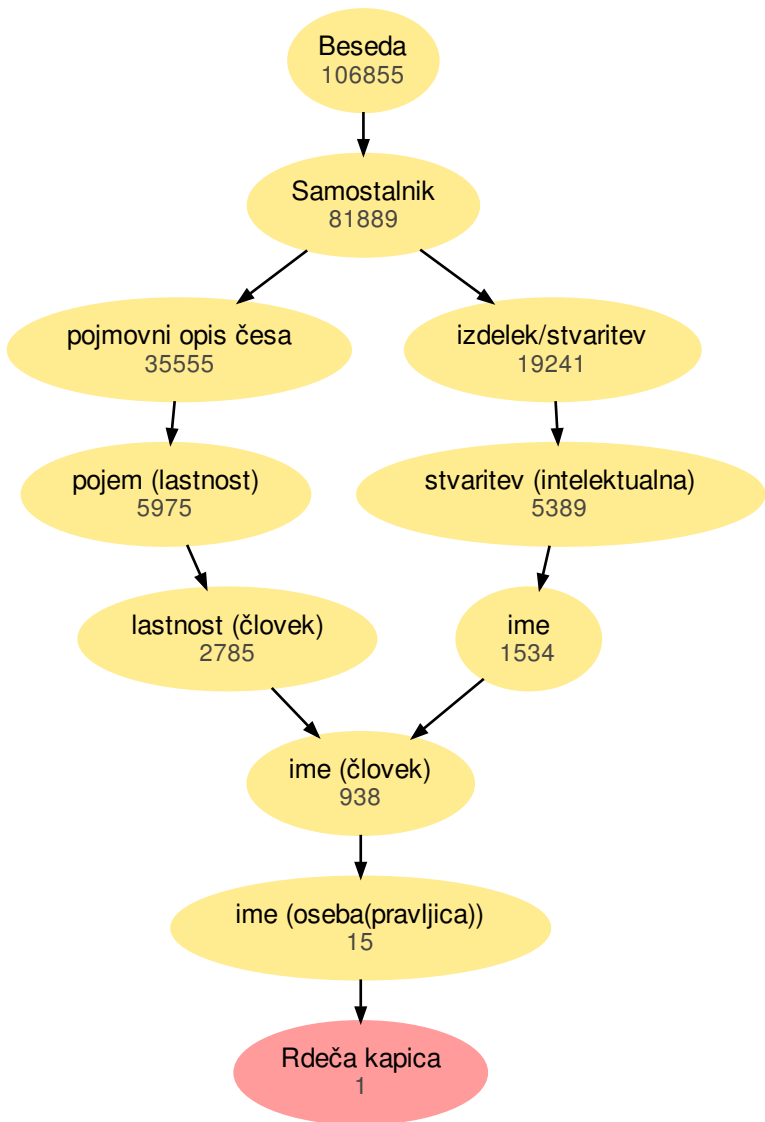 Beseda
106855
Samostalnik
81889
pojmovni opis česa
35555
izdelek/stvaritev
19241
pojem (lastnost)
5975
stvaritev (intelektualna)
5389
lastnost (človek)
2785
ime
1534
ime (človek)
938
ime (oseba(pravljica))
15
Rdeča kapica
1